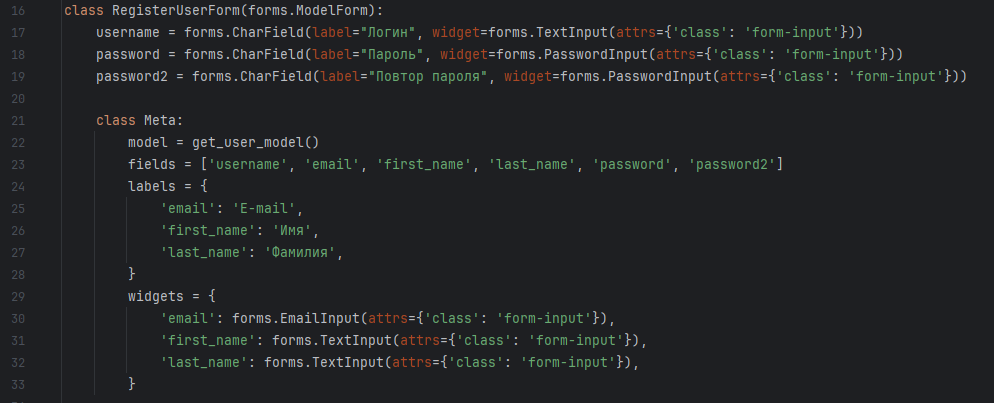 16 class RegisterUserForm(forms.ModelForm):
17     username = forms.CharField(label="Логин", widget=forms.TextInput(attrs={'class': 'form-input'}))
18     password = forms.CharField(label="Пароль", widget=forms.PasswordInput(attrs={'class': 'form-input'}))
19     password2 = forms.CharField(label="Повтор пароля", widget=forms.PasswordInput(attrs={'class': 'form-input'}))
20
21     class Meta:
22         model = get_user_model()
23         fields = ['username', 'email', 'first_name', 'last_name', 'password', 'password2']
24         labels = {
25             'email': 'E-mail',
26             'first_name': 'Имя',
27             'last_name': 'Фамилия',
28         }
29         widgets = {
30             'email': forms.EmailInput(attrs={'class': 'form-input'}),
31             'first_name': forms.TextInput(attrs={'class': 'form-input'}),
32             'last_name': forms.TextInput(attrs={'class': 'form-input'}),
33         }